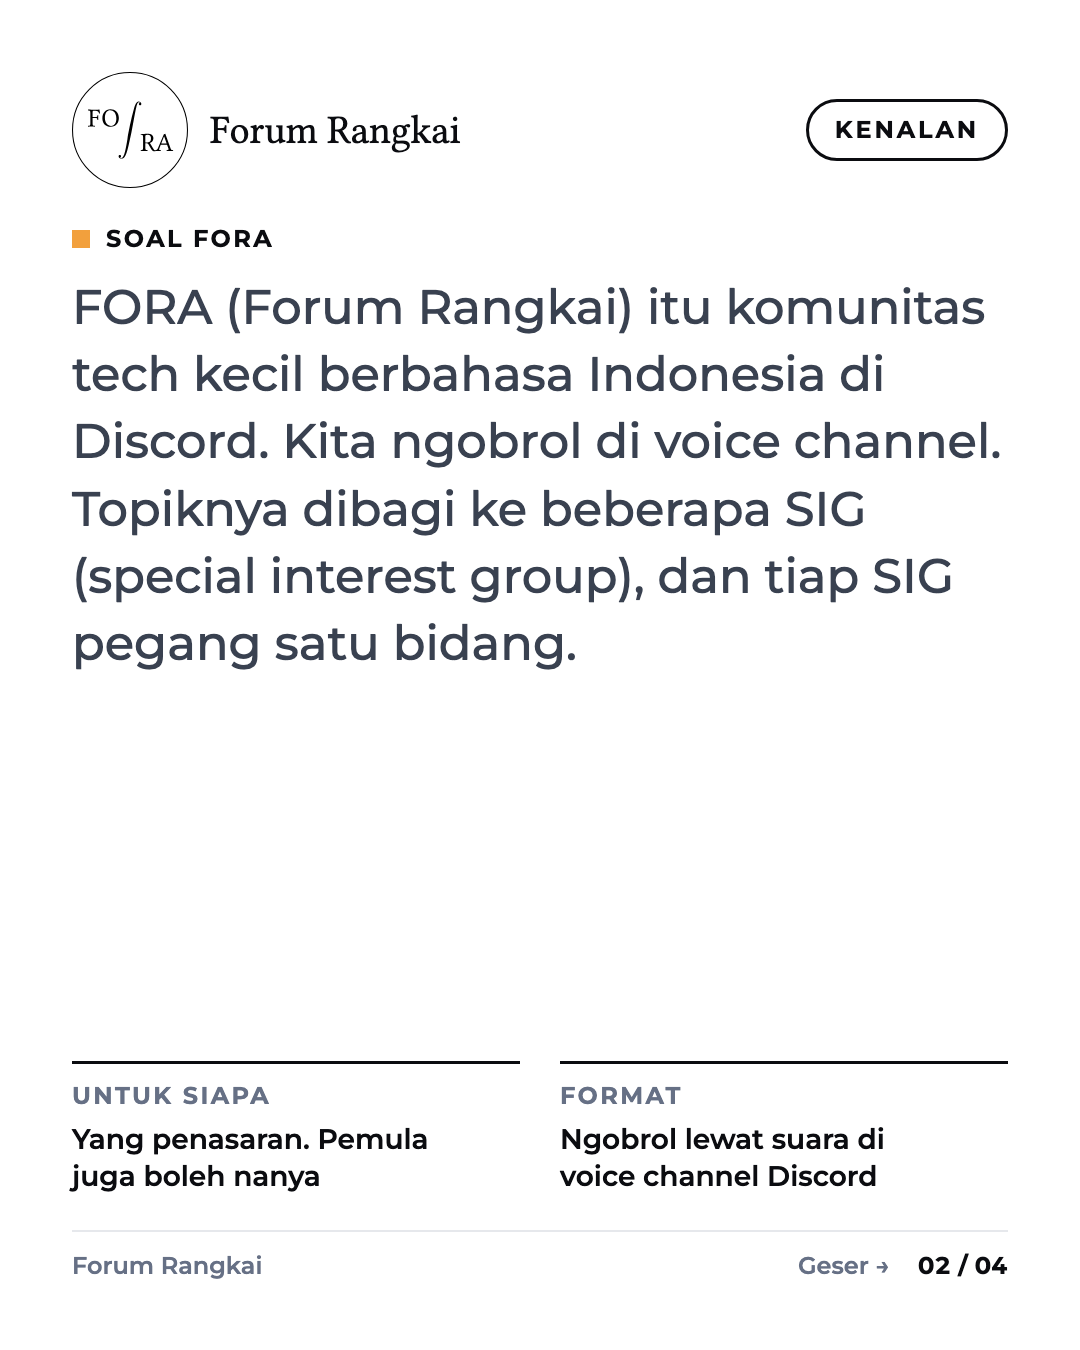 FO
RA
Forum Rangkai
KENALAN
SOAL FORA
FORA (Forum Rangkai) itu komunitas
tech kecil berbahasa Indonesia di
Discord. Kita ngobrol di voice channel.
Topiknya dibagi ke beberapa SIG
(special interest group), dan tiap SIG
pegang satu bidang.
UNTUK SIAPA
Yang penasaran. Pemula
juga boleh nanya
FORMAT
Ngobrol lewat suara di
voice channel Discord
Forum Rangkai
Geser →
02 / 04